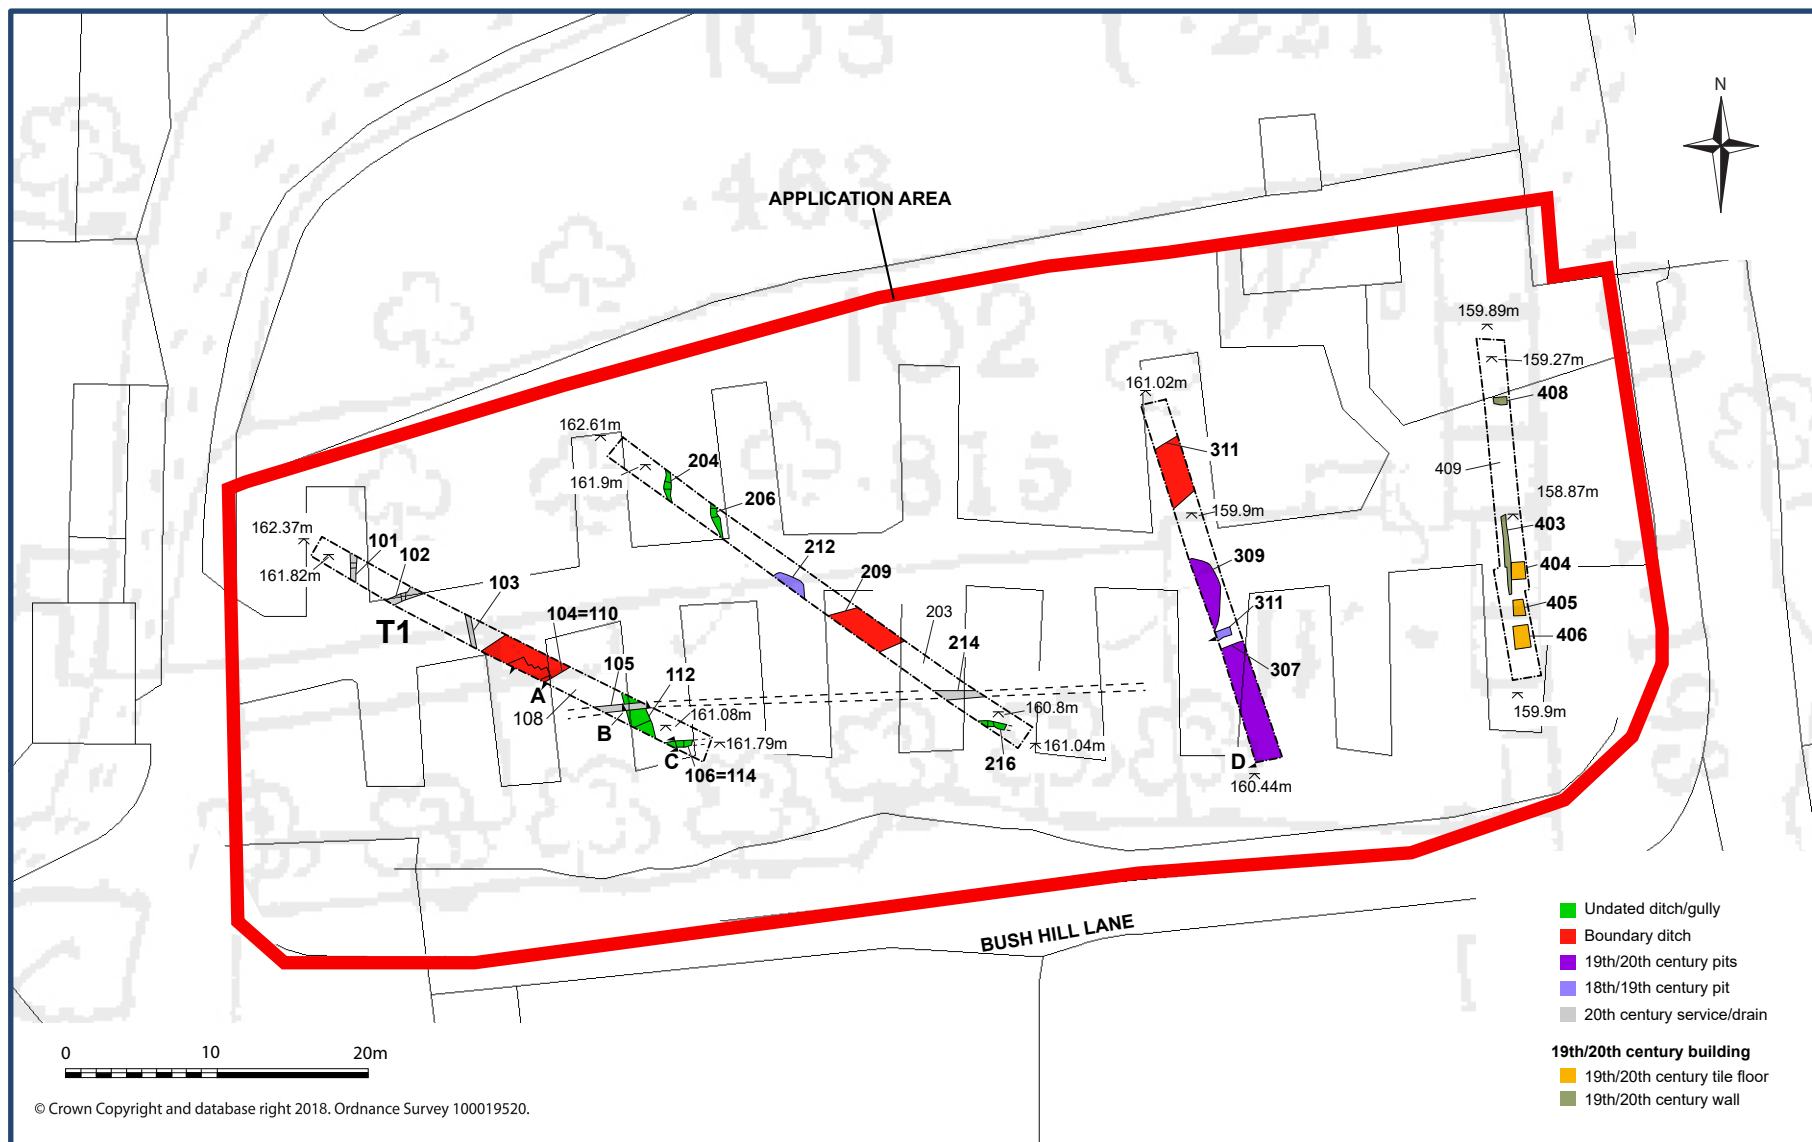 103
.221
N
.463
APPLICATION AREA
102
159.89m
159.27m
408
161.02m
162.61m
815
311
204
409
161.9m
206
158.87m
159.9m
403
162.37m
101
102
212
309
404
161.82m
103
209
104=110
203
311
405
T1
214
406
105
112
307
A
108
161.08m
160.8m
159.9m
B
161.79m
161.04m
C
216
D
106=114
160.44m
BUSH HILL LANE
Undated ditch/gully
Boundary ditch
19th/20th century pits
18th/19th century pit
20th century service/drain
19th/20th century building
19th/20th century tile floor
19th/20th century wall
0 10 20m
© Crown Copyright and database right 2018. Ordnance Survey 100019520.